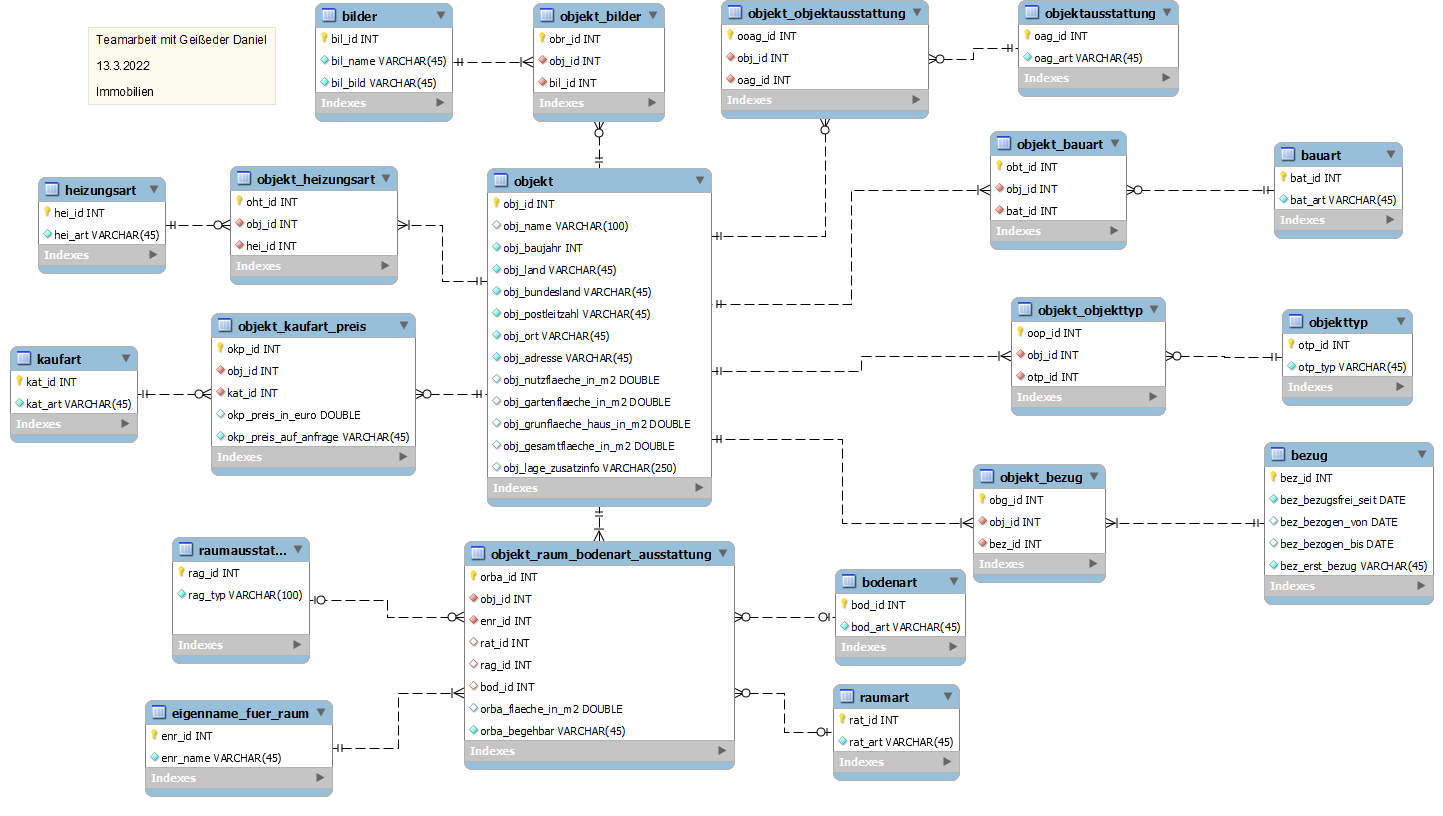 Teamarbeit mit Geißeder Daniel
13.3.2022
Immobilien
bilder
bil_id INT
bil_name VARCHAR(45)
bil_bild VARCHAR(45)
Indexes
objekt_bilder
obr_id INT
obj_id INT
bil_id INT
Indexes
objekt_objektausstattung
ooag_id INT
obj_id INT
oag_id INT
Indexes
objektausstattung
oag_id INT
oag_art VARCHAR(45)
Indexes
heizungsart
hei_id INT
hei_art VARCHAR(45)
Indexes
objekt_heizungsart
oht_id INT
obj_id INT
hei_id INT
Indexes
objekt
obj_id INT
obj_name VARCHAR(100)
obj_baujahr INT
obj_land VARCHAR(45)
obj_bundesland VARCHAR(45)
obj_postleitzahl VARCHAR(45)
obj_ort VARCHAR(45)
obj_adresse VARCHAR(45)
obj_nutzflaeche_in_m2 DOUBLE
obj_gartenflaeche_in_m2 DOUBLE
obj_grunflaeche_haus_in_m2 DOUBLE
obj_gesamtflaeche_in_m2 DOUBLE
obj_lage_zusatzinfo VARCHAR(250)
Indexes
objekt_bauart
obt_id INT
obj_id INT
bat_id INT
Indexes
bauart
bat_id INT
bat_art VARCHAR(45)
Indexes
kaufart
kat_id INT
kat_art VARCHAR(45)
Indexes
objekt_kaufart_preis
okp_id INT
obj_id INT
kat_id INT
okp_preis_in_euro DOUBLE
okp_preis_auf_anfrage VARCHAR(45)
Indexes
objekt_objekttyp
oop_id INT
obj_id INT
otp_id INT
Indexes
objekttyp
otp_id INT
otp_typ VARCHAR(45)
Indexes
objekt_bezug
obg_id INT
obj_id INT
bez_id INT
Indexes
bezug
bez_id INT
bez_bezugsfrei_seit DATE
bez_bezogen_von DATE
bez_bezogen_bis DATE
bez_erst_bezug VARCHAR(45)
Indexes
raumausstat...
rag_id INT
rag_typ VARCHAR(100)
Indexes
objekt_raum_bodenart_ausstattung
orba_id INT
obj_id INT
enr_id INT
rat_id INT
rag_id INT
bod_id INT
orba_flaeche_in_m2 DOUBLE
orba_begehbar VARCHAR(45)
Indexes
bodenart
bod_id INT
bod_art VARCHAR(45)
Indexes
eigenname_fuer_raum
enr_id INT
enr_name VARCHAR(45)
Indexes
raumart
rat_id INT
rat_art VARCHAR(45)
Indexes